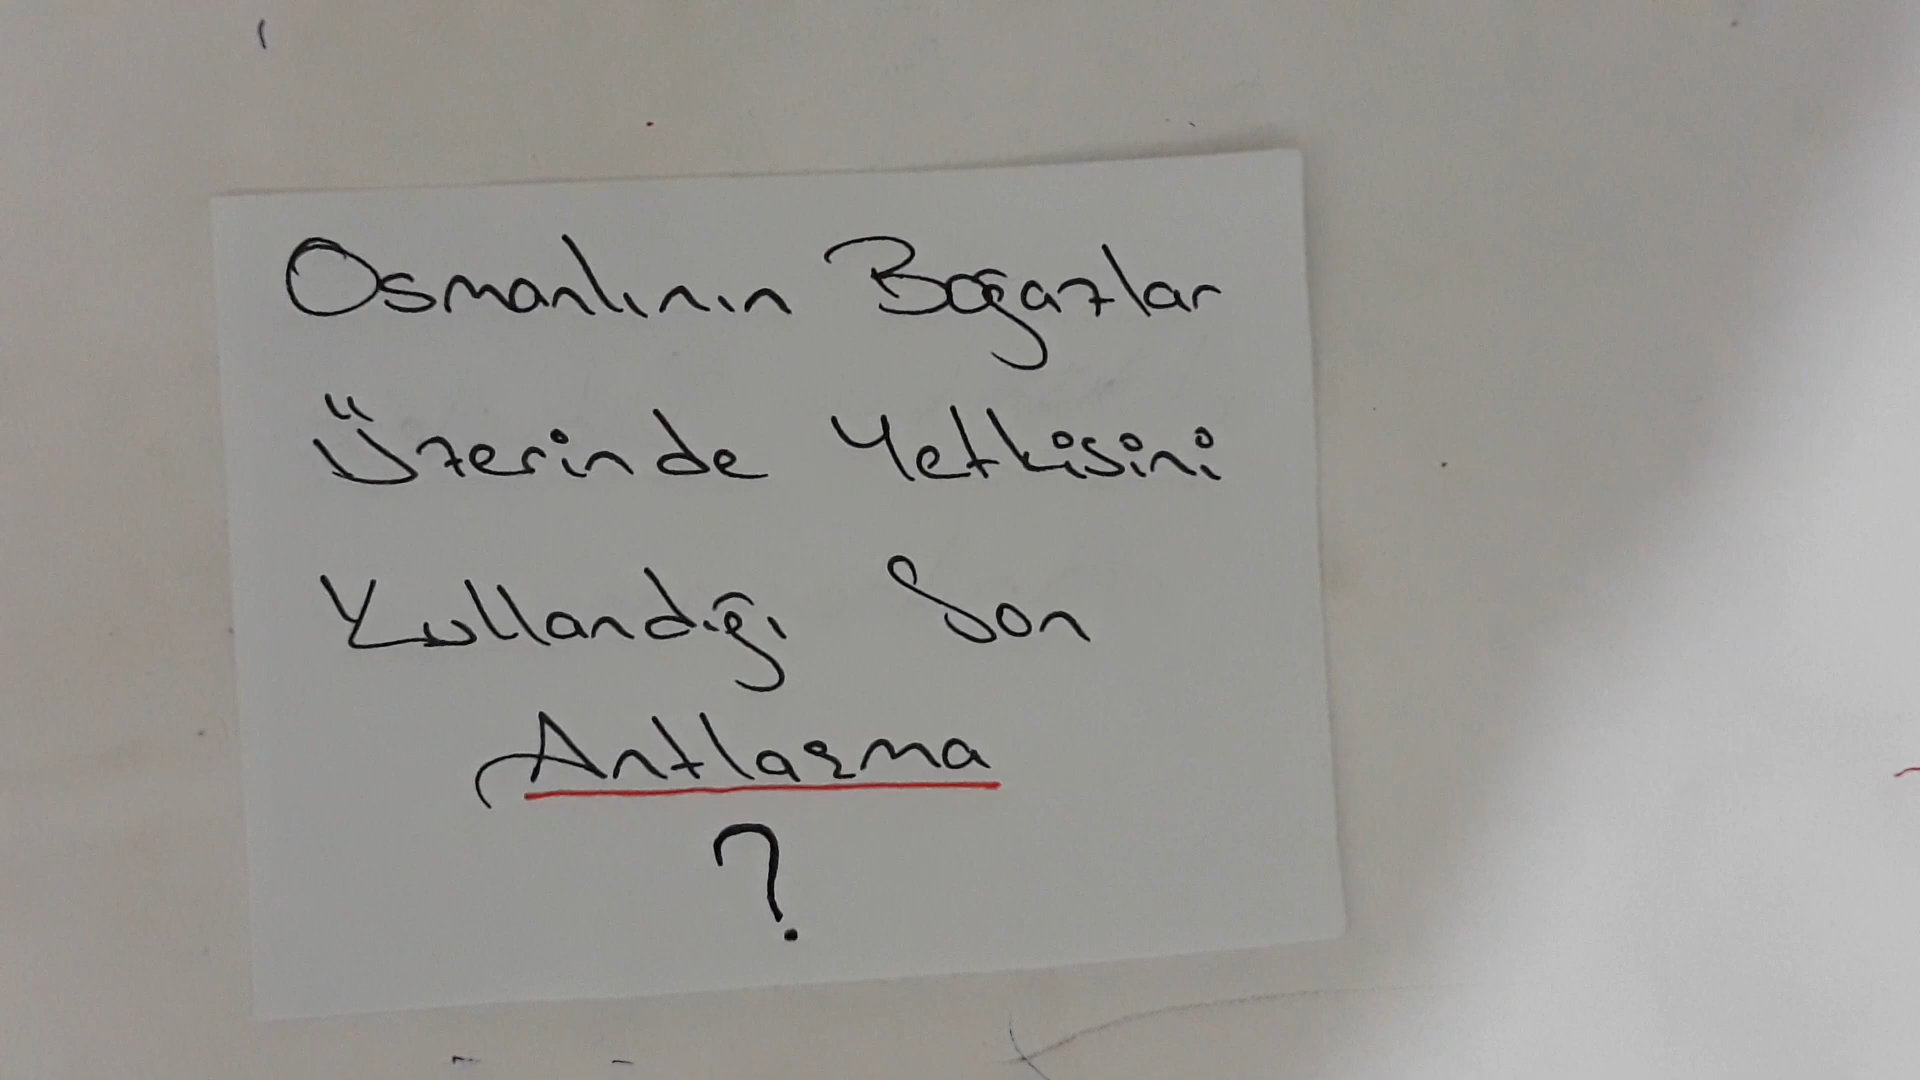 Osmanlının Boğazlar
Üzerinde Yetkisini
Kullandığı Son
Antlaşma
?